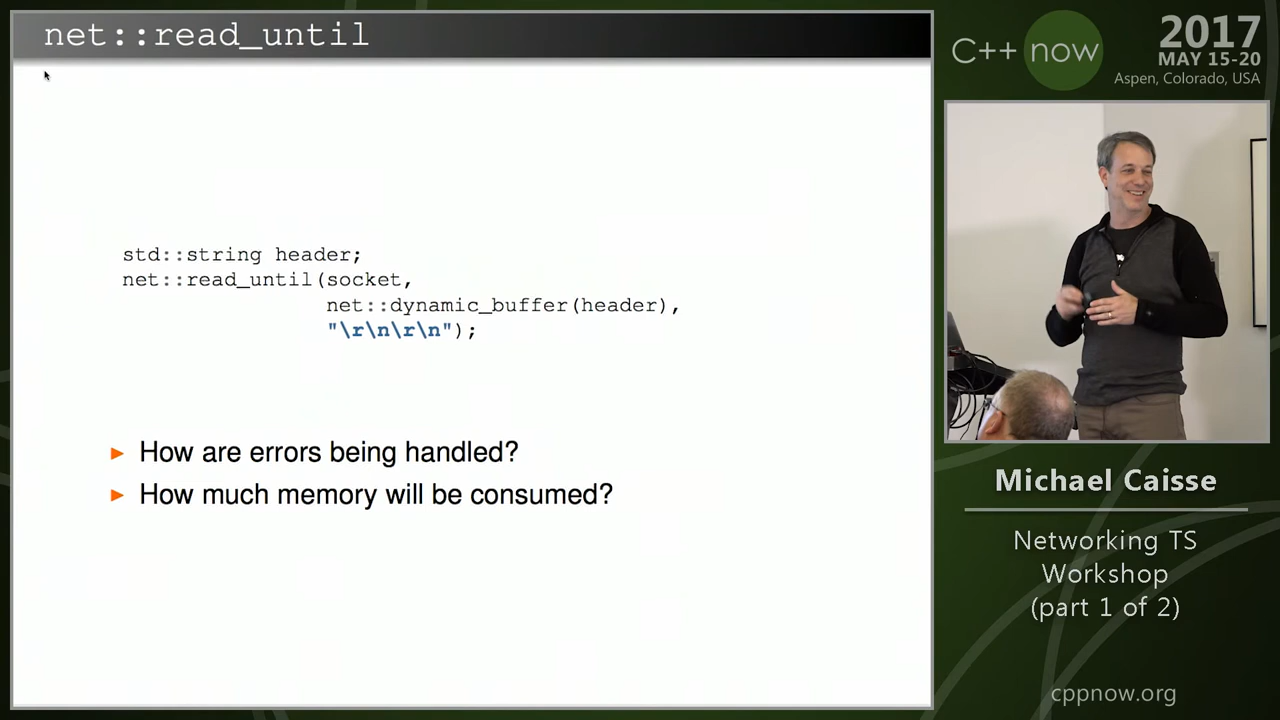 net::read_until
std::string header;
net::read_until(socket,
net::dynamic_buffer(header),
"\r\n\r\n");
► How are errors being handled?
► How much memory will be consumed?
C++ now
2017
MAY 15-20
Aspen, Colorado, USA
Michael Caisse
Networking TS
Workshop
(part 1 of 2)
cppnow.org